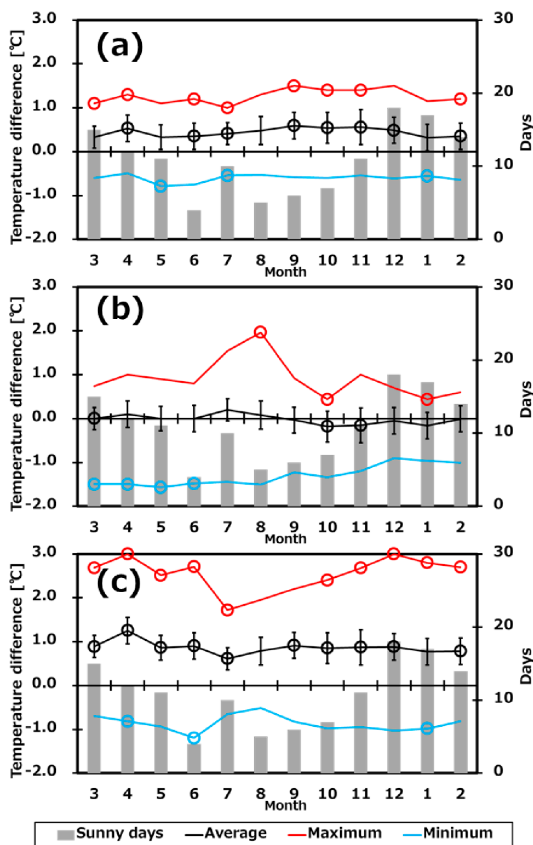 (a)
Temperature difference [℃]
3.0
2.0
1.0
0.0
-1.0
-2.0
30
20
10
0
Days
3 4 5 6 7 8 9 10 11 12 1 2
Month
(b)
Temperature difference [℃]
3.0
2.0
1.0
0.0
-1.0
-2.0
30
20
10
0
Days
3 4 5 6 7 8 9 10 11 12 1 2
Month
(c)
Temperature difference [℃]
3.0
2.0
1.0
0.0
-1.0
-2.0
30
20
10
0
Days
3 4 5 6 7 8 9 10 11 12 1 2
Month
Sunny days Average Maximum Minimum